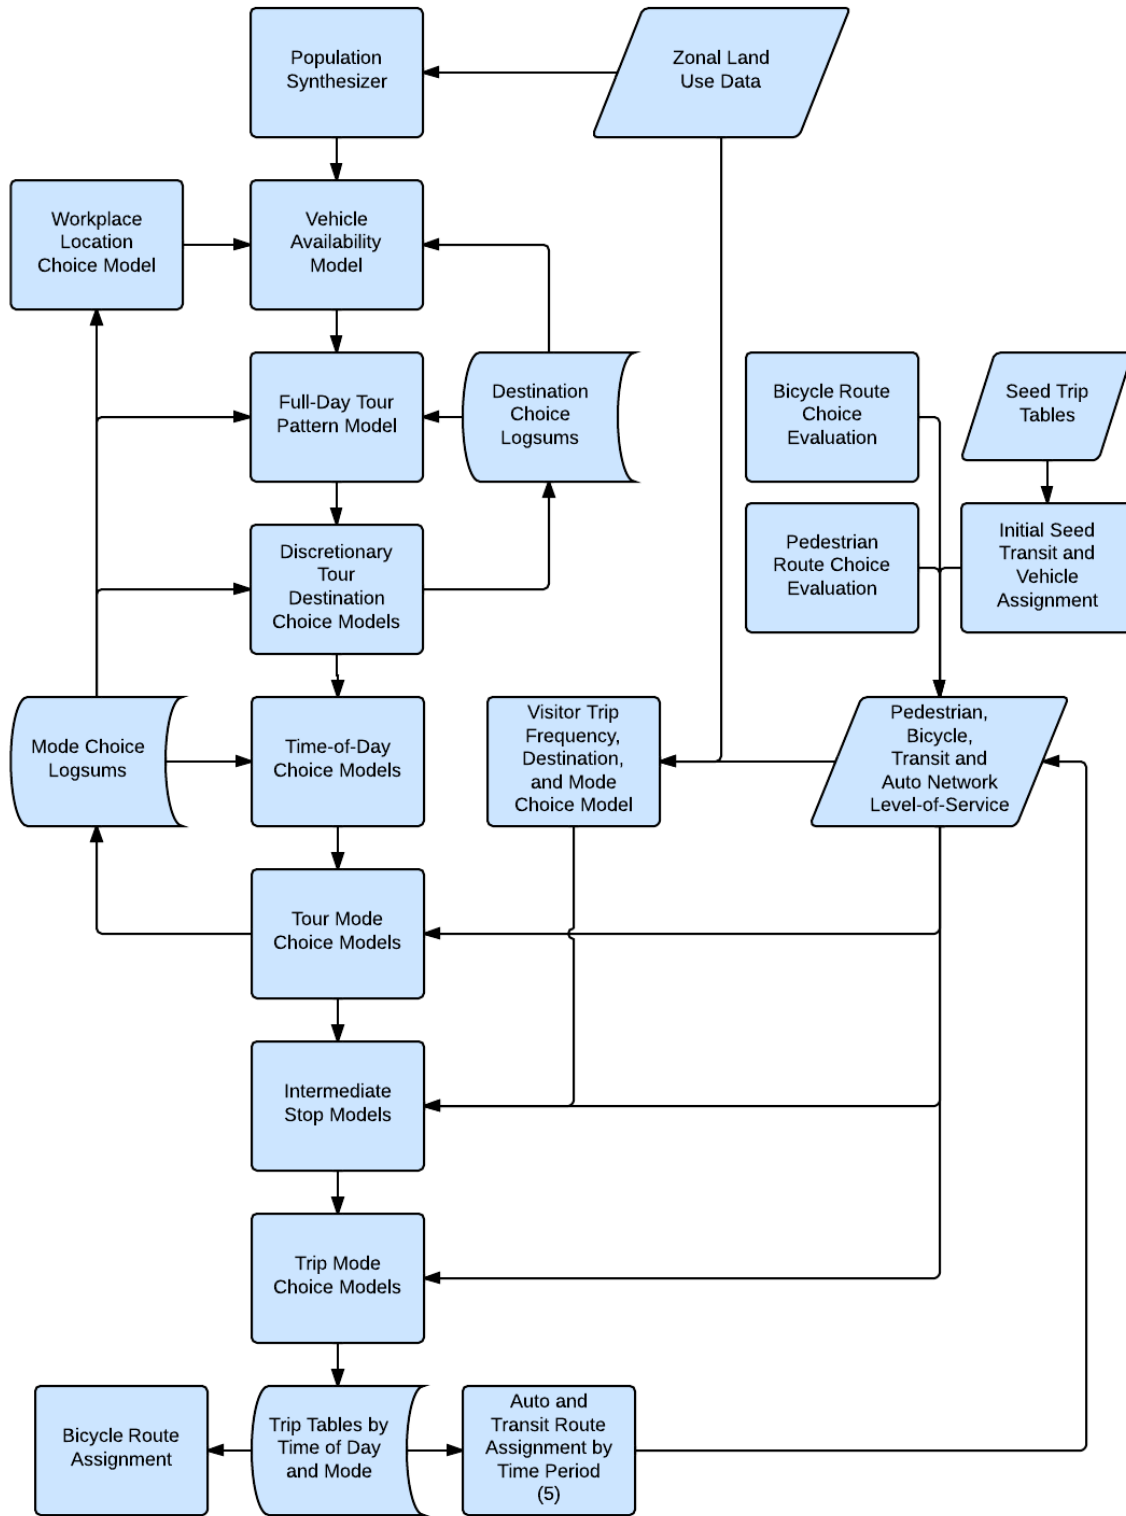 Population
Synthesizer
Zonal Land
Use Data
Workplace
Location
Choice Model
Vehicle
Availability
Model
Full-Day Tour
Pattern Model
Destination
Choice
Logsums
Bicycle Route
Choice
Evaluation
Seed Trip
Tables
Discretionary
Tour
Destination
Choice Models
Pedestrian
Route Choice
Evaluation
Initial Seed
Transit and
Vehicle
Assignment
Mode Choice
Logsums
Time-of-Day
Choice Models
Visitor Trip
Frequency,
Destination,
and Mode
Choice Model
Pedestrian,
Bicycle,
Transit and
Auto Network
Level-of-Service
Tour Mode
Choice Models
Intermediate
Stop Models
Trip Mode
Choice Models
Bicycle Route
Assignment
Trip Tables by
Time of Day
and Mode
Auto and
Transit Route
Assignment by
Time Period
(5)